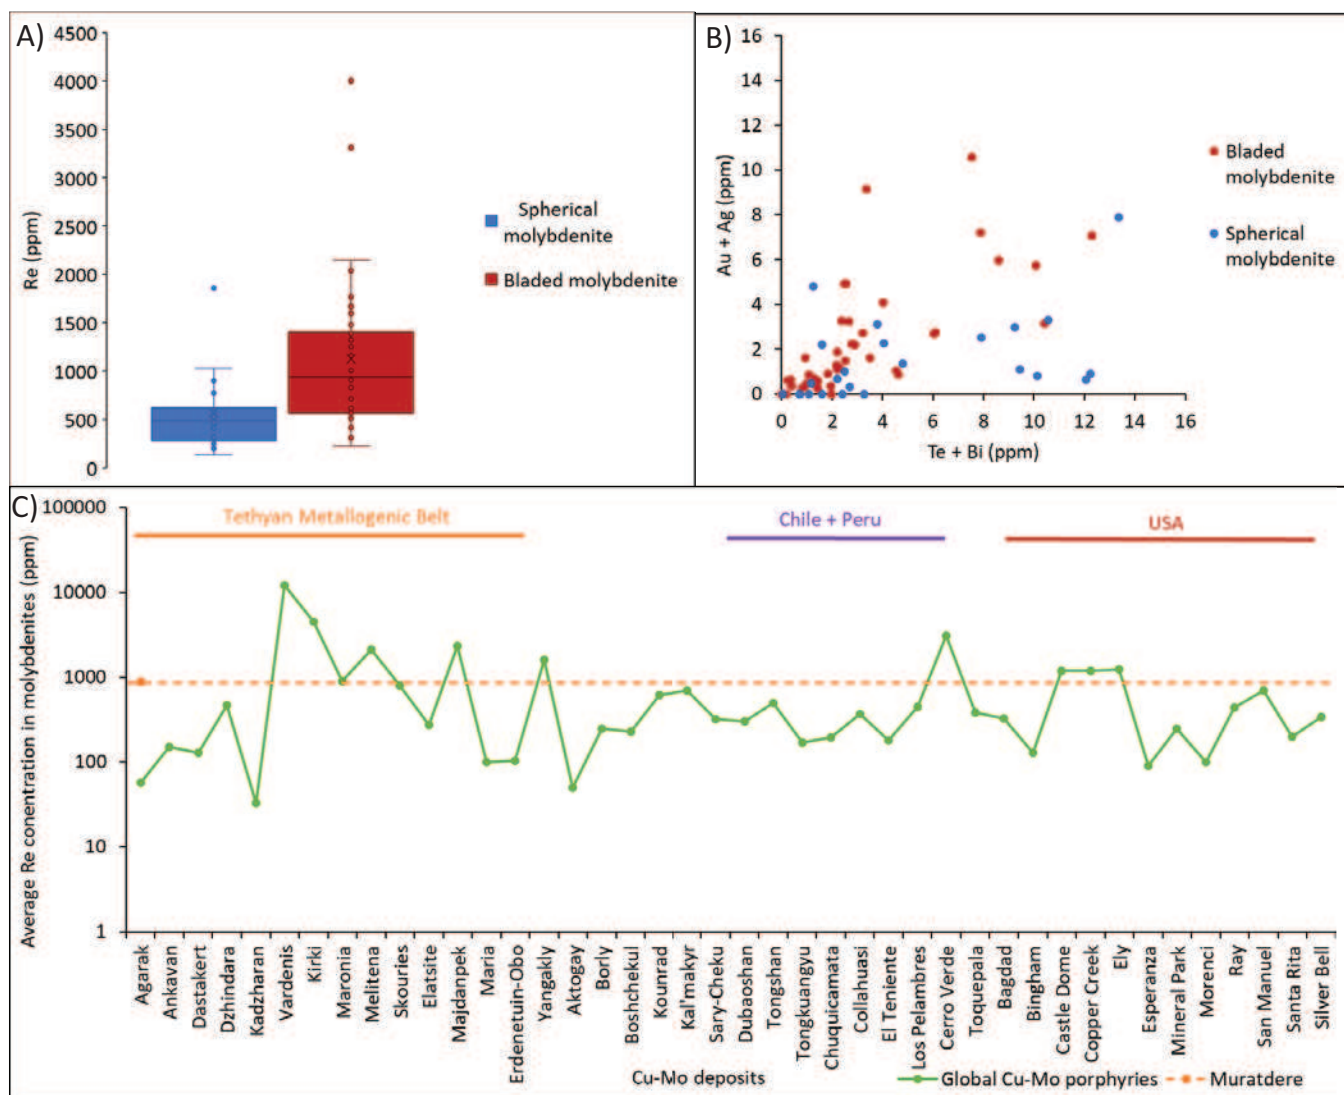 A)
4500
4000
3500
3000
2500
2000
1500
1000
500
0
Re (ppm)
Spherical
molybdenite
Bladed molybdenite
B)
16
14
12
10
8
6
4
2
0
Au + Ag (ppm)
0 2 4 6 8 10 12 14 16
Te + Bi (ppm)
Bladed
molybdenite
Spherical
molybdenite
C)
100000
10000
1000
100
10
1
Average Re conentration in molybdenites (ppm)
Tethyan Metallogenic Belt
Chile + Peru
USA
Agarak
Ankavan
Dastakert
Dzhindara
Kadzharan
Vardenis
Kirki
Maronia
Melitena
Skouries
Elatsite
Majdanpek
Maria
Erdenetuin-Obo
Yangakly
Aktogay
Borly
Boshchekul
Kounrad
Kal'makyr
Sary-Cheku
Dubaoshan
Tongshan
Tongkuangyu
Chuquicamata
Collahuasi
El Teniente
Los Pelambres
Cerro Verde
Toquepala
Bagdad
Bingham
Castle Dome
Copper Creek
Ely
Esperanza
Mineral Park
Morenci
Ray
San Manuel
Santa Rita
Silver Bell
Cu-Mo deposits
Global Cu-Mo porphyries
Muratdere